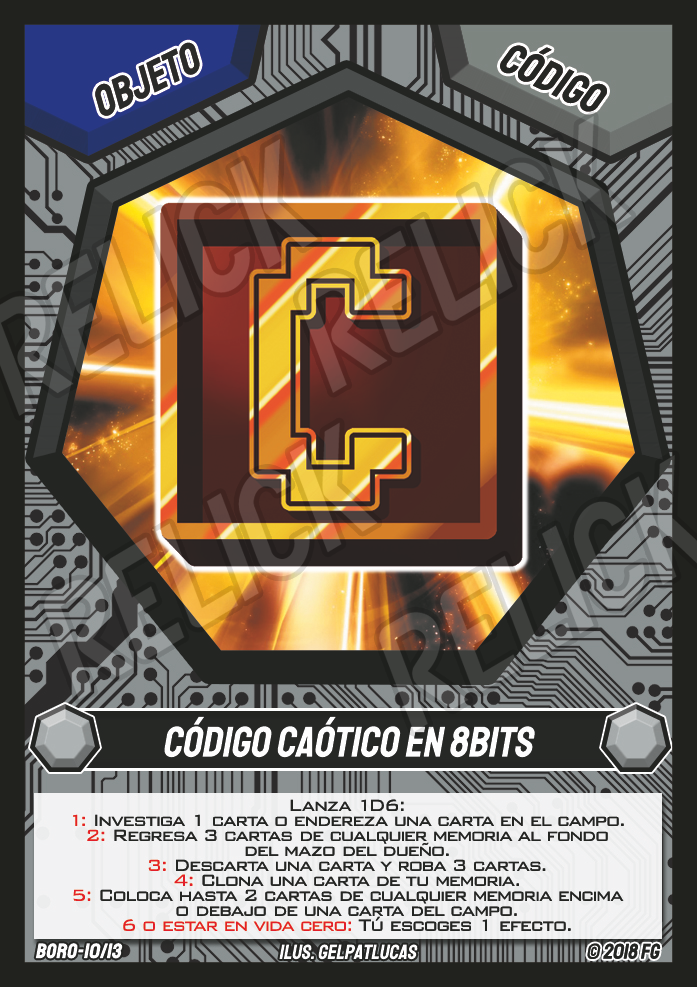 OBJETO
CÓDIGO
C
RELICK
RELICK
RELICK
RELICK
CÓDIGO CAÓTICO EN 8BITS
LANZA 1D6:
1: INVESTIGA 1 CARTA O ENDEREZA UNA CARTA EN EL CAMPO.
2: REGRESA 3 CARTAS DE CUALQUIER MEMORIA AL FONDO
DEL MAZO DEL DUEÑO.
3: DESCARTA UNA CARTA Y ROBA 3 CARTAS.
4: CLONA UNA CARTA DE TU MEMORIA.
5: COLOCA HASTA 2 CARTAS DE CUALQUIER MEMORIA ENCIMA
O DEBAJO DE UNA CARTA DEL CAMPO.
6 O ESTAR EN VIDA CERO: TÚ ESCOGES 1 EFECTO.
BORO-10/13
ILUS. GELPATLUCAS
© 2018 FG